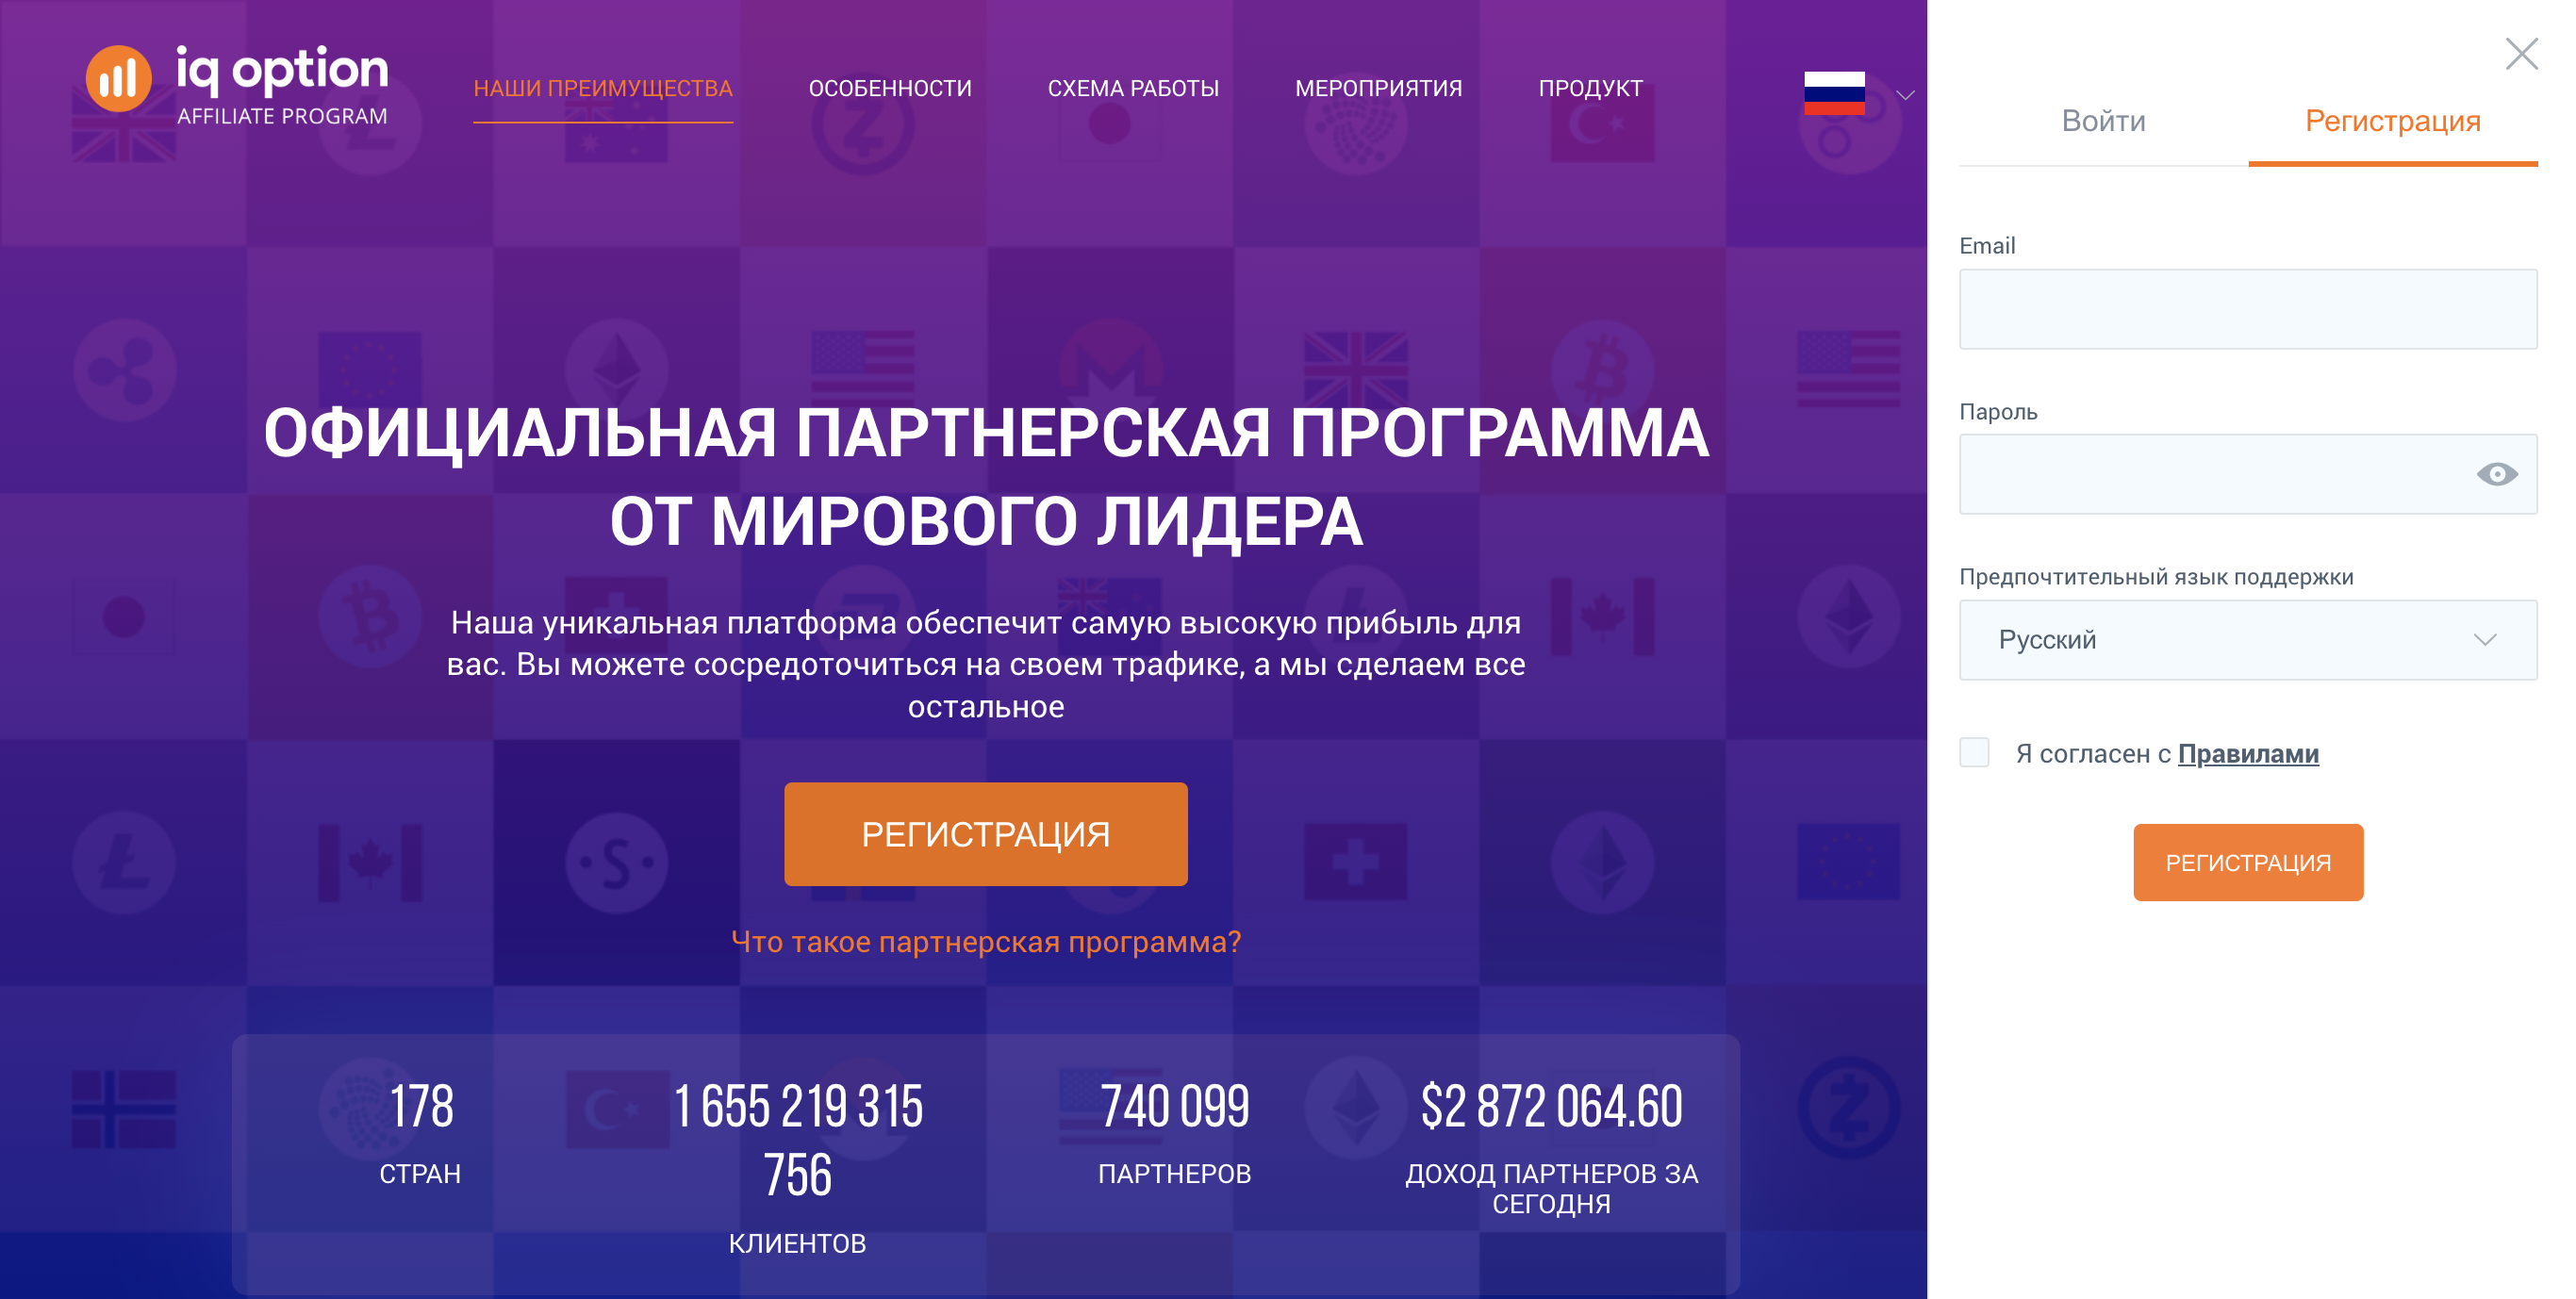 iq option
AFFILIATE PROGRAM
НАШИ ПРЕИМУЩЕСТВА
ОСОБЕННОСТИ
СХЕМА РАБОТЫ
МЕРОПРИЯТИЯ
ПРОДУКТ
ОФИЦИАЛЬНАЯ ПАРТНЕРСКАЯ ПРОГРАММА
ОТ МИРОВОГО ЛИДЕРА
Наша уникальная платформа обеспечит самую высокую прибыль для
вас. Вы можете сосредоточиться на своем трафике, а мы сделаем все
остальное
РЕГИСТРАЦИЯ
Что такое партнерская программа?
178
СТРАН
1 655 219 315
756
КЛИЕНТОВ
740 099
ПАРТНЕРОВ
$2 872 064.60
ДОХОД ПАРТНЕРОВ ЗА
СЕГОДНЯ
Войти
Регистрация
Email
Пароль
Предпочтительный язык поддержки
Русский
Я согласен с Правилами
РЕГИСТРАЦИЯ